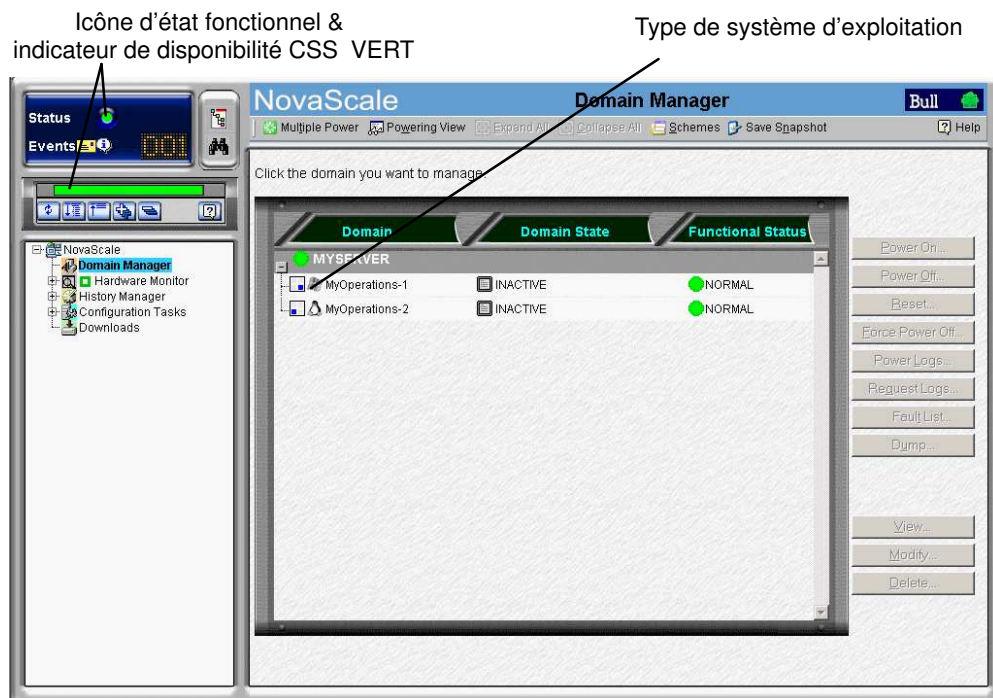 Icône d'état fonctionnel &
indicateur de disponibilité CSS VERT
Type de système d'exploitation
Status
Events
001
NovaScale
Domain Manager
Bull
Multiple Power
Powering View
Expand All
Collapse All
Schemes
Save Snapshot
Help
Click the domain you want to manage.
NovaScale
Domain Manager
Hardware Monitor
History Manager
Configuration Tasks
Downloads
Domain
Domain State
Functional Status
MYSERVER
MyOperations-1
INACTIVE
NORMAL
MyOperations-2
INACTIVE
NORMAL
Power On...
Power Off...
Reset...
Force Power Off...
Power Logs...
Request Logs...
Fault List...
Dump...
View...
Modify...
Delete...